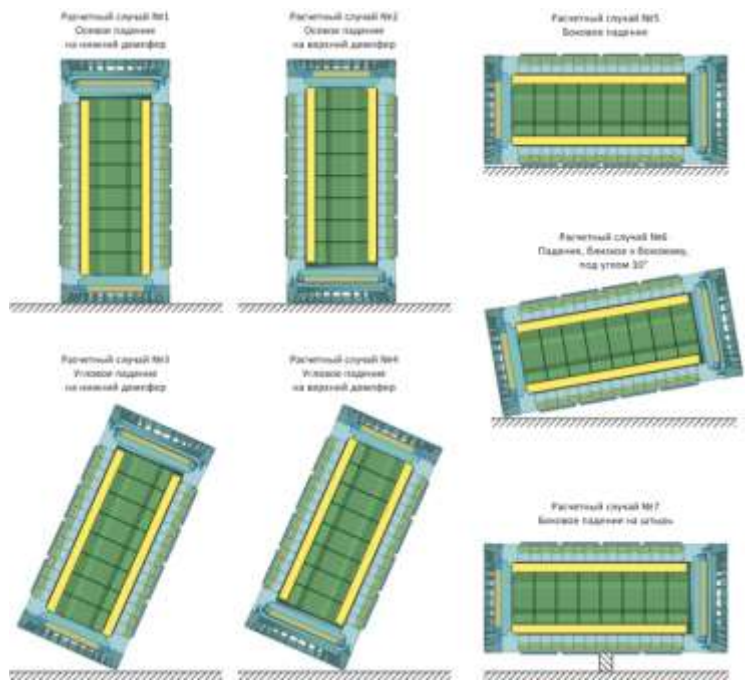 Расчетный случай №1
Осевое падение
на нижний демпфер
Расчетный случай №2
Осевое падение
на верхний демпфер
Расчетный случай №5
Боковое падение
Расчетный случай №6
Падение, близкое к боковому,
под углом 10°
Расчетный случай №3
Угловое падение
на нижний демпфер
Расчетный случай №4
Угловое падение
на верхний демпфер
Расчетный случай №7
Боковое падение на штырь